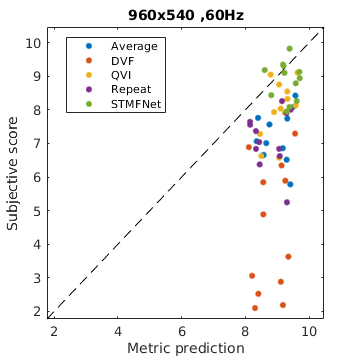 960x540 ,60Hz
Average
DVF
QVI
Repeat
STMFNet
Subjective score
10
9
8
7
6
5
4
3
2
2 4 6 8 10
Metric prediction